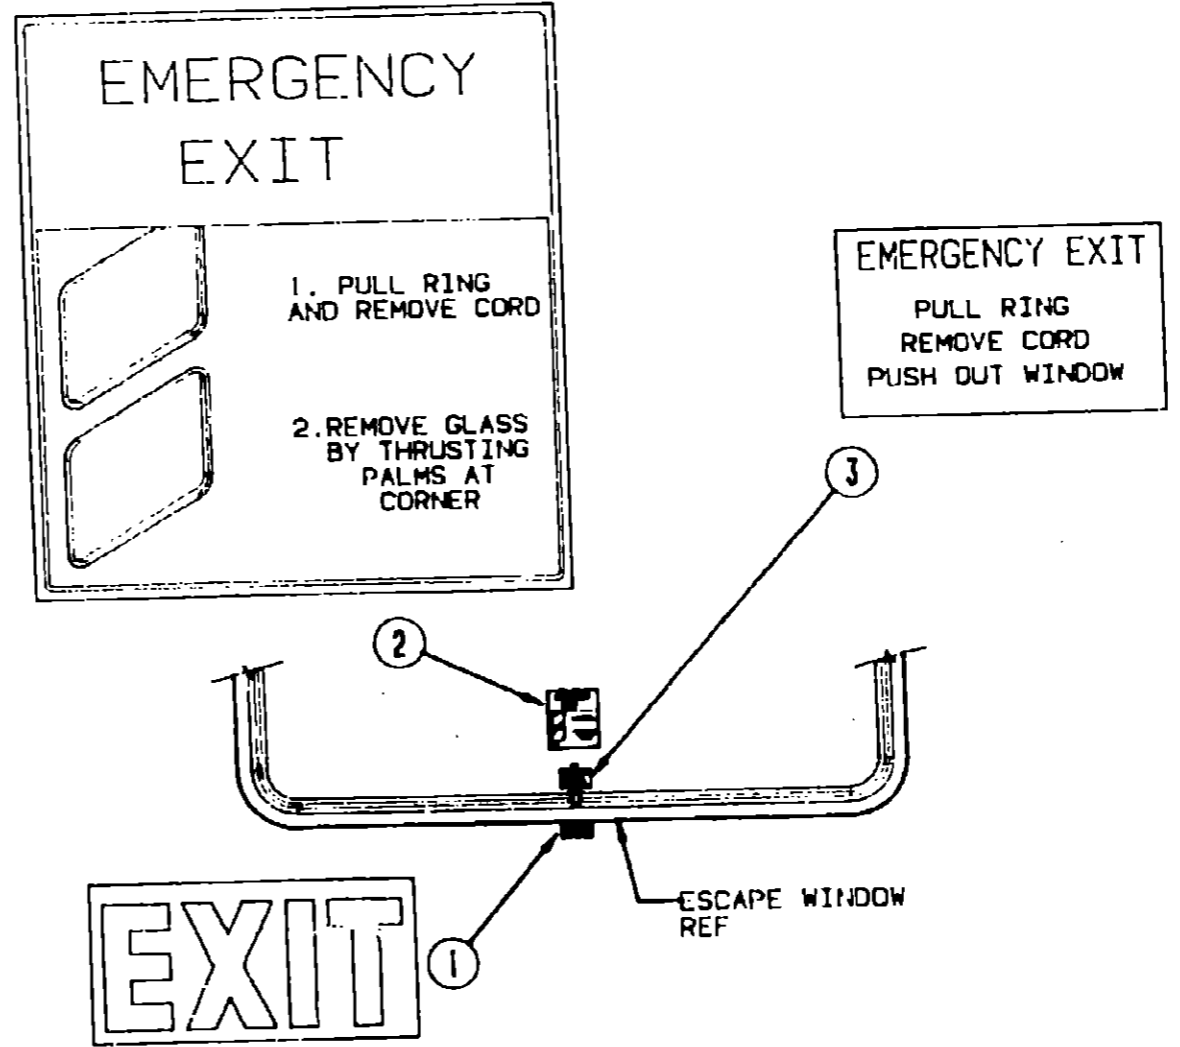 EMERGENCY
EXIT
1. PULL RING
AND REMOVE CORD
2.REMOVE GLASS
BY THRUSTING
PALMS AT
CORNER
EMERGENCY EXIT
PULL RING
REMOVE CORD
PUSH OUT WINDOW
3
2
ESCAPE WINDOW
REF
1
EXIT